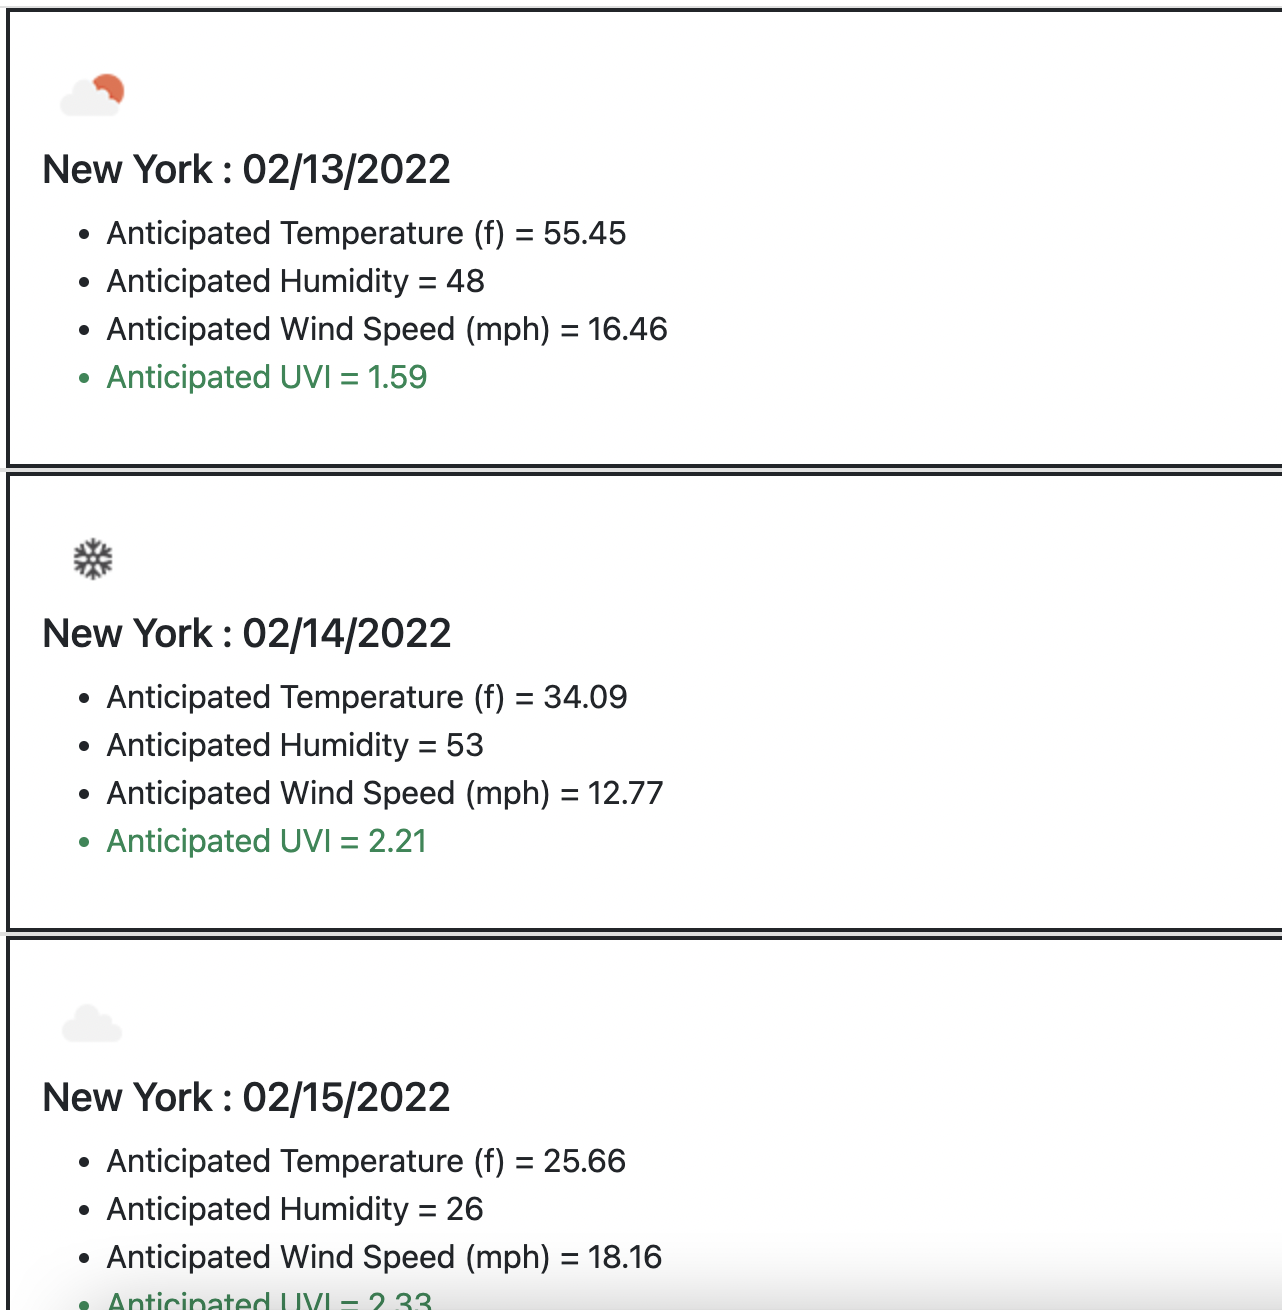 New York : 02/13/2022
• Anticipated Temperature (f) = 55.45
• Anticipated Humidity = 48
• Anticipated Wind Speed (mph) = 16.46
• Anticipated UVI = 1.59
New York : 02/14/2022
• Anticipated Temperature (f) = 34.09
• Anticipated Humidity = 53
• Anticipated Wind Speed (mph) = 12.77
• Anticipated UVI = 2.21
New York : 02/15/2022
• Anticipated Temperature (f) = 25.66
• Anticipated Humidity = 26
• Anticipated Wind Speed (mph) = 18.16
• Anticipated UVI = 2.33